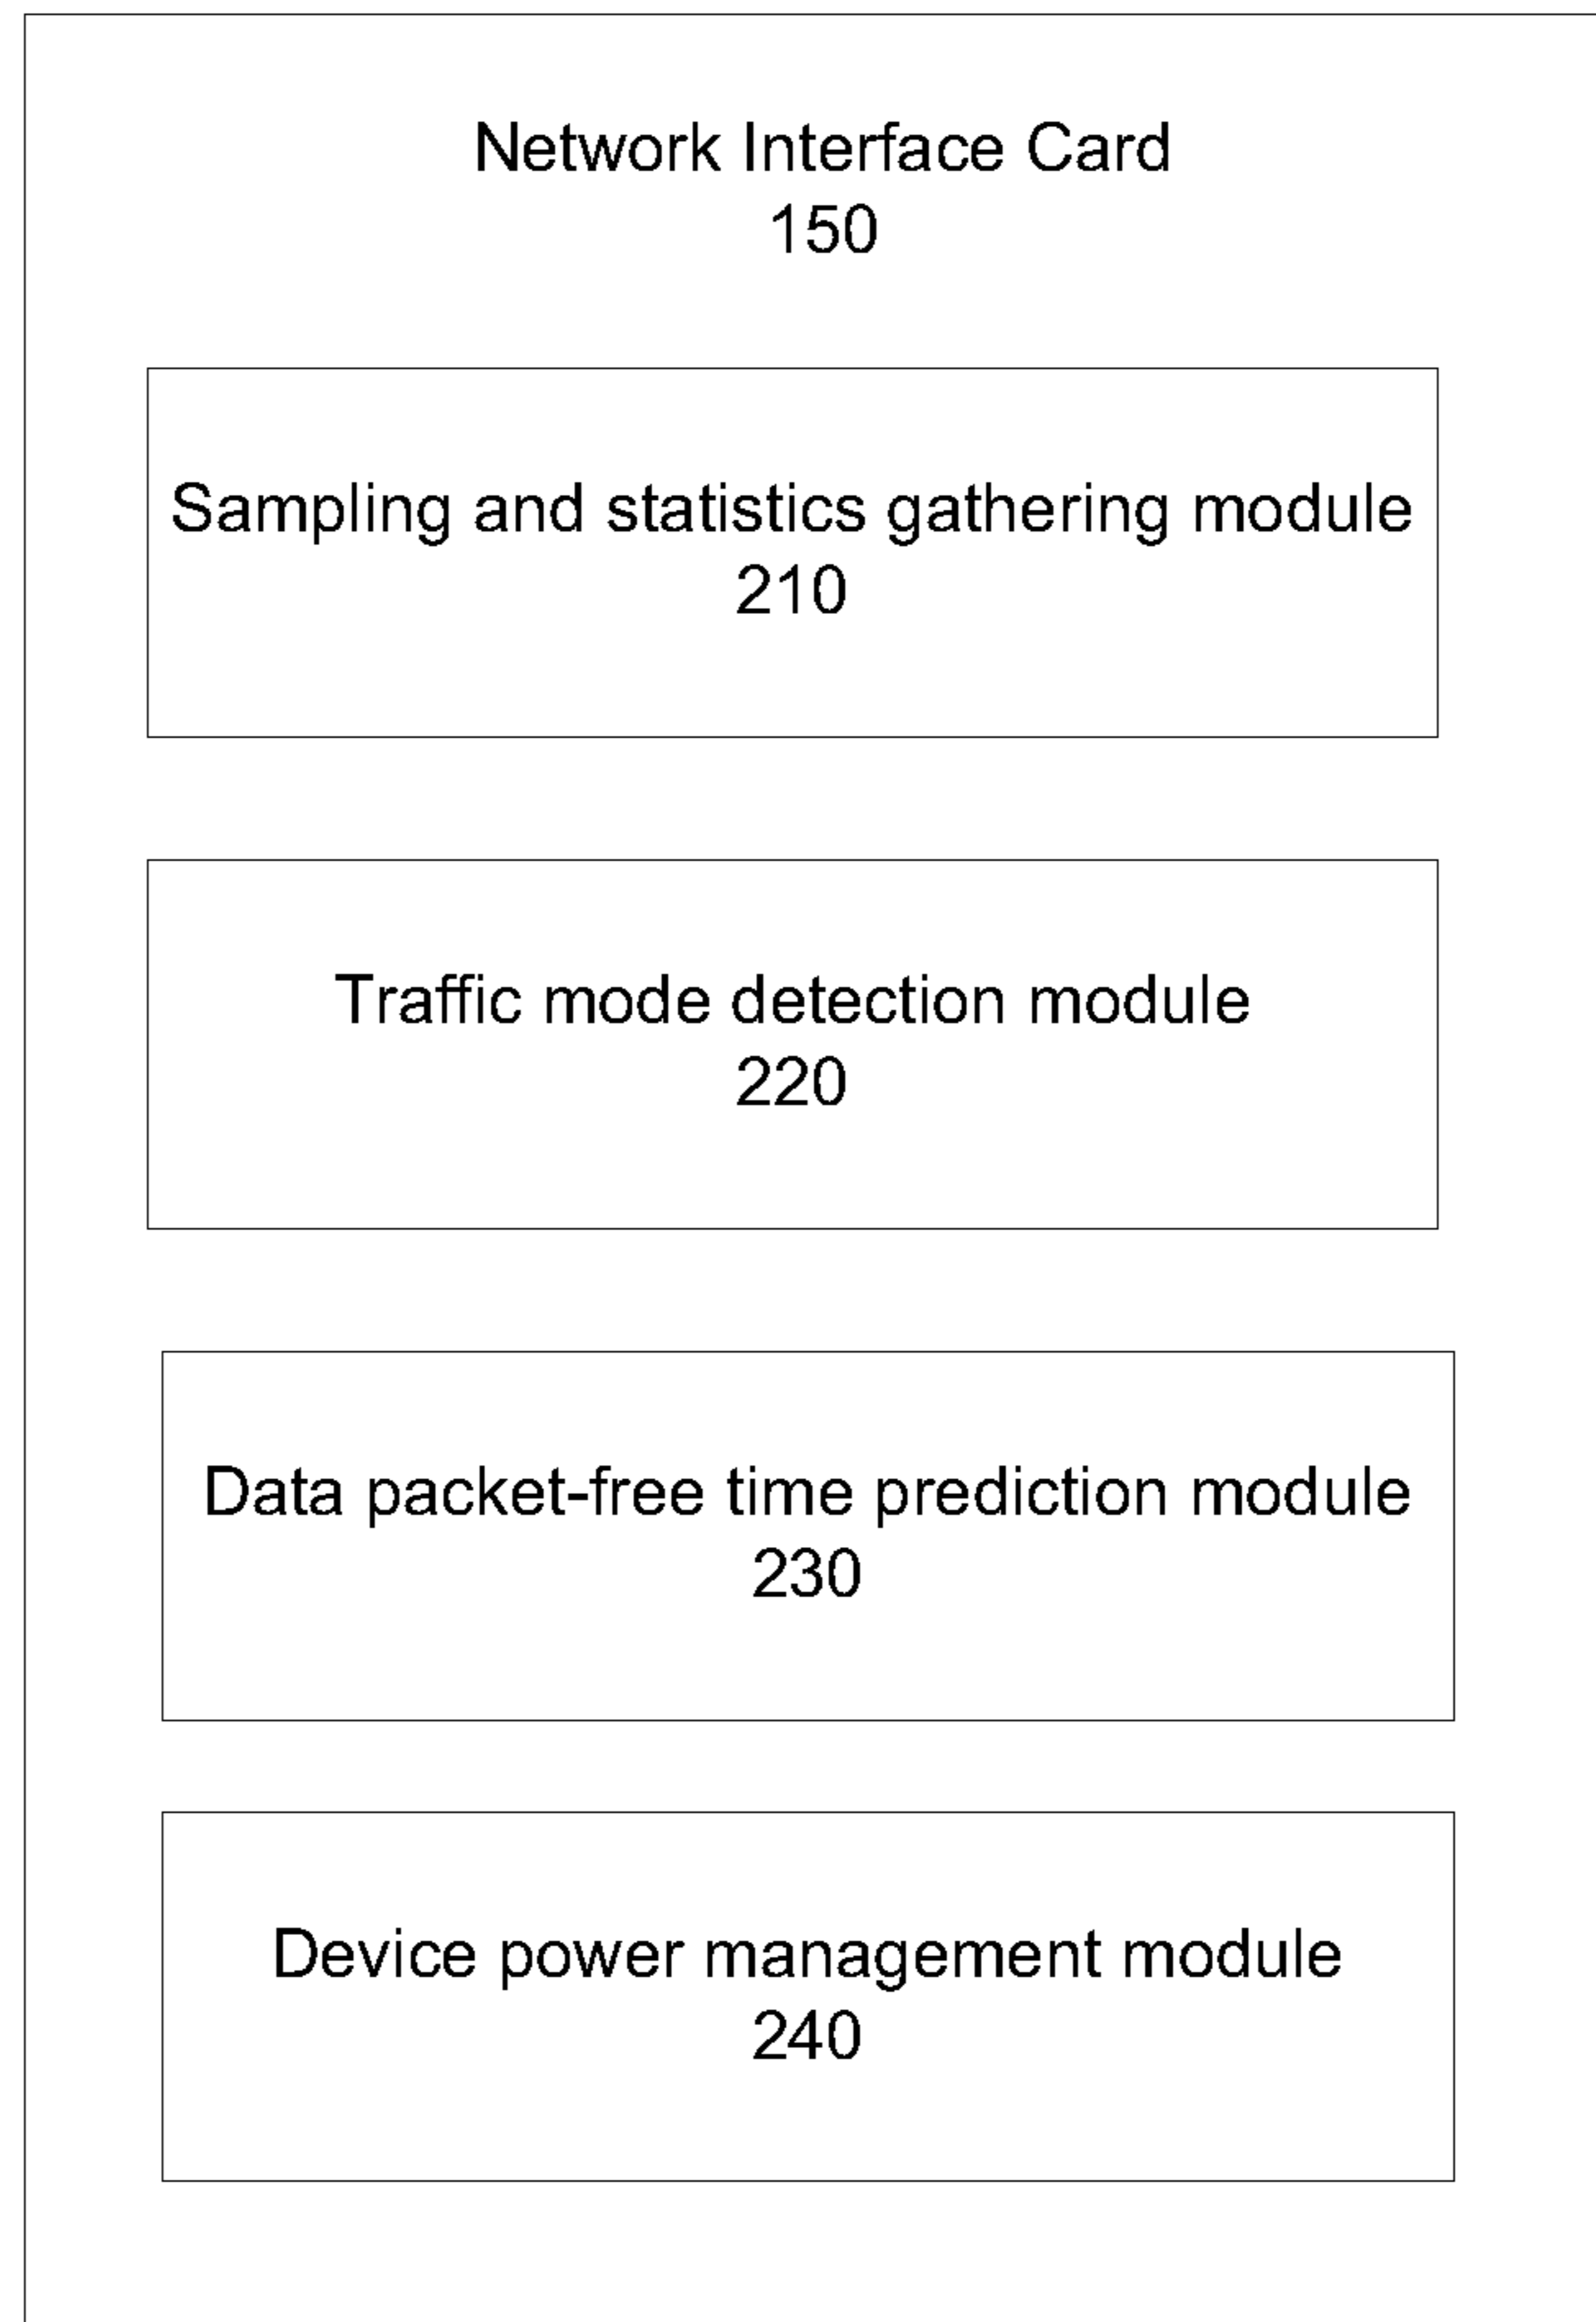 Network Interface Card
150
Sampling and statistics gathering module
210
Traffic mode detection module
220
Data packet-free time prediction module
230
Device power management module
240